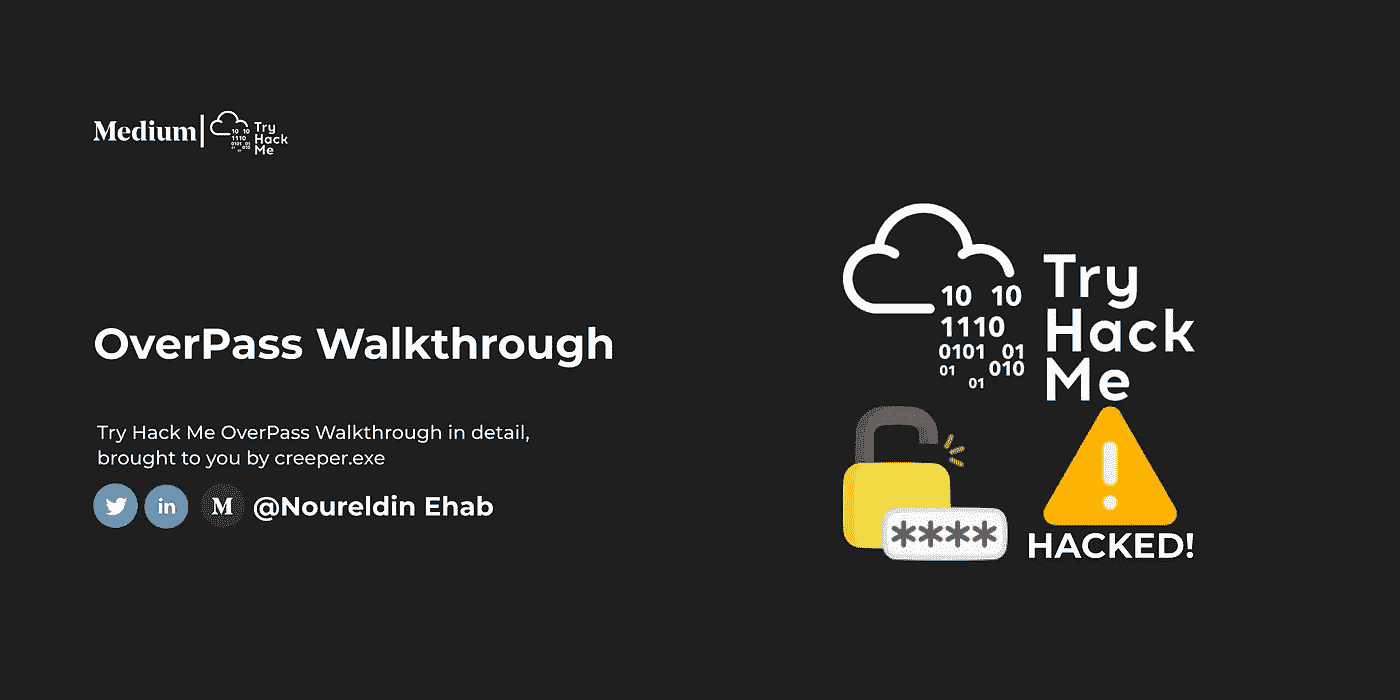 Medium
Try
Hack
Me
10 10
1110
0101 01
01 010
01
Try
Hack
Me
10 10
1110
0101 01
01 010
01
OverPass Walkthrough
Try Hack Me OverPass Walkthrough in detail,
brought to you by creeper.exe
in
M
@Noureldin Ehab
****
HACKED!